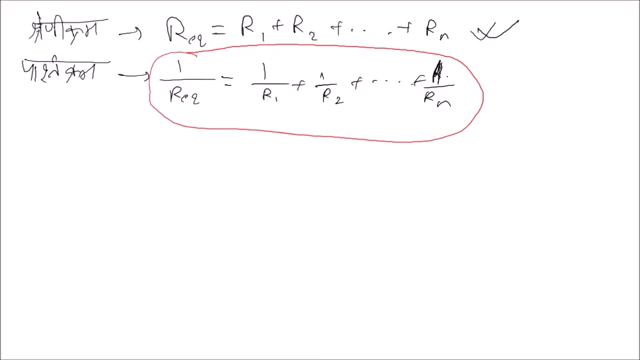 श्रेणीक्रम → Req = R1 + R2 + ... + Rn
पार्श्वक्रम → 1/Req = 1/R1 + 1/R2 + ... + 1/Rn